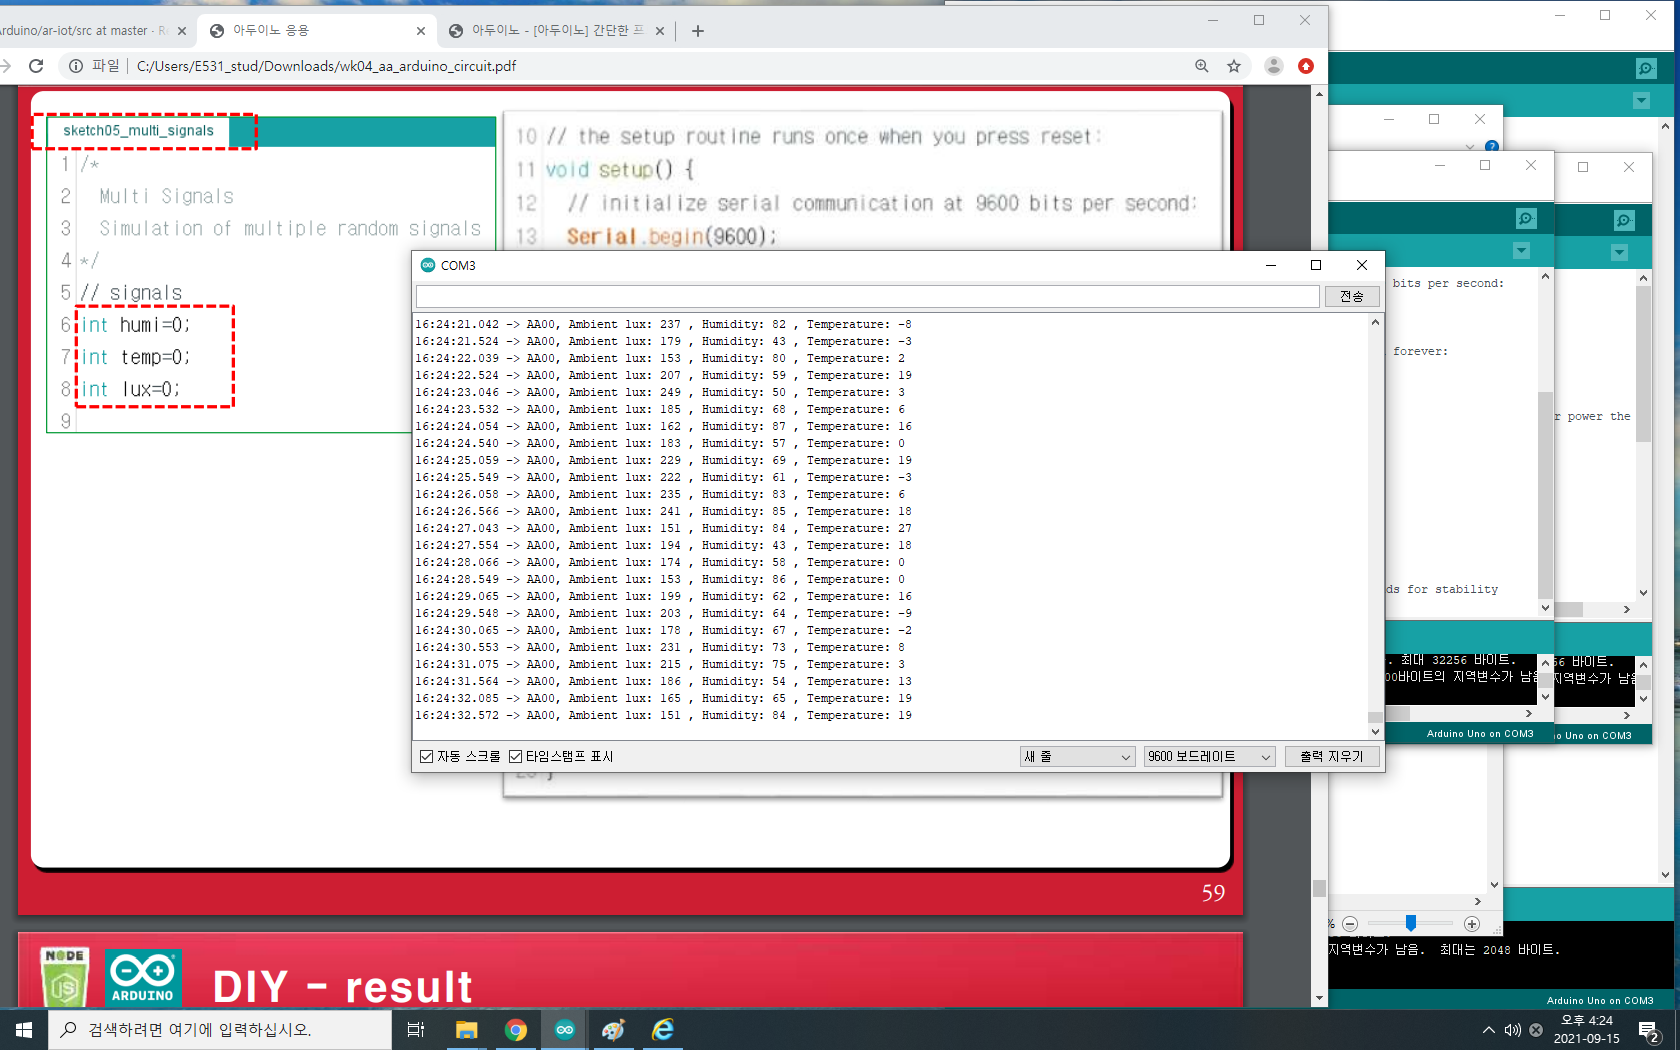 Arduino/ar-iot/src at master · R
아두이노 응용
아두이노 - [아두이노] 간단한 프
파일
C:/Users/E531_stud/Downloads/wk04_aa_arduino_circuit.pdf
sketch05_multi_signals
1 /*
2 Multi Signals
3 Simulation of multiple random signals
4 */
5 // signals
6 int humi=0;
7 int temp=0;
8 int lux=0;
9
10 // the setup routine runs once when you press reset:
11 void setup() {
12 // initialize serial communication at 9600 bits per second:
13 Serial.begin(9600);
COM3
전송
16:24:21.042 -> AA00, Ambient lux: 237 , Humidity: 82 , Temperature: -8
16:24:21.524 -> AA00, Ambient lux: 179 , Humidity: 43 , Temperature: -3
16:24:22.039 -> AA00, Ambient lux: 153 , Humidity: 80 , Temperature: 2
16:24:22.524 -> AA00, Ambient lux: 207 , Humidity: 59 , Temperature: 19
16:24:23.046 -> AA00, Ambient lux: 249 , Humidity: 50 , Temperature: 3
16:24:23.532 -> AA00, Ambient lux: 185 , Humidity: 68 , Temperature: 6
16:24:24.054 -> AA00, Ambient lux: 162 , Humidity: 87 , Temperature: 16
16:24:24.540 -> AA00, Ambient lux: 183 , Humidity: 57 , Temperature: 0
16:24:25.059 -> AA00, Ambient lux: 229 , Humidity: 69 , Temperature: 19
16:24:25.549 -> AA00, Ambient lux: 222 , Humidity: 61 , Temperature: -3
16:24:26.058 -> AA00, Ambient lux: 235 , Humidity: 83 , Temperature: 6
16:24:26.566 -> AA00, Ambient lux: 241 , Humidity: 85 , Temperature: 18
16:24:27.043 -> AA00, Ambient lux: 151 , Humidity: 84 , Temperature: 27
16:24:27.554 -> AA00, Ambient lux: 194 , Humidity: 43 , Temperature: 18
16:24:28.066 -> AA00, Ambient lux: 174 , Humidity: 58 , Temperature: 0
16:24:28.549 -> AA00, Ambient lux: 153 , Humidity: 86 , Temperature: 0
16:24:29.065 -> AA00, Ambient lux: 199 , Humidity: 62 , Temperature: 16
16:24:29.548 -> AA00, Ambient lux: 203 , Humidity: 64 , Temperature: -9
16:24:30.065 -> AA00, Ambient lux: 178 , Humidity: 67 , Temperature: -2
16:24:30.553 -> AA00, Ambient lux: 231 , Humidity: 73 , Temperature: 8
16:24:31.075 -> AA00, Ambient lux: 215 , Humidity: 75 , Temperature: 3
16:24:31.564 -> AA00, Ambient lux: 186 , Humidity: 54 , Temperature: 13
16:24:32.085 -> AA00, Ambient lux: 165 , Humidity: 65 , Temperature: 19
16:24:32.572 -> AA00, Ambient lux: 151 , Humidity: 84 , Temperature: 19
자동 스크롤
타임스탬프 표시
새 줄
9600 보드레이트
출력 지우기
bits per second:
forever:
r power the
ds for stability
. 최대 32256 바이트.
00바이트의 지역변수가 남음
56 바이트.
지역변수가 남음
Arduino Uno on COM3
o Uno on COM3
%
지역변수가 남음. 최대는 2048 바이트.
Arduino Uno on COM3
59
NODE
JS
ARDUINO
DIY - result
검색하려면 여기에 입력하십시오.
오후 4:24
2021-09-15
2